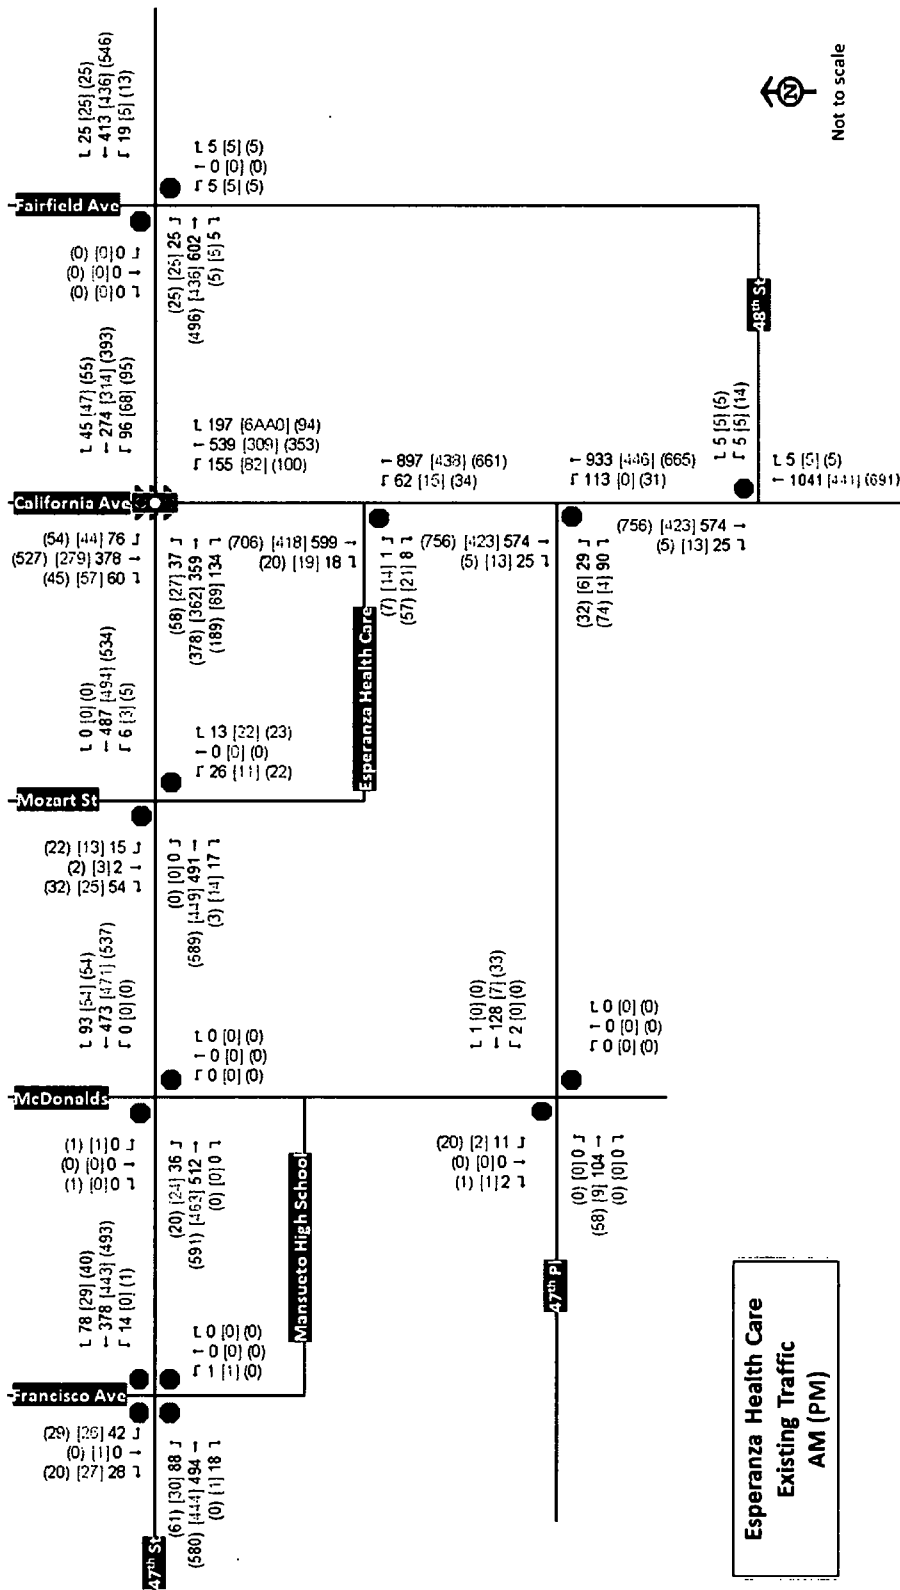 ↰ 25 [25] (25)
← 413 [436] (546)
↱ 19 [5] (13)
↰ 5 [5] (5)
← 0 [0] (0)
↱ 5 [5] (5)
N
Not to scale
Fairfield Ave
(0) [0] 0
(0) [0] 0 →
(0) [0] 0
(25) [25] 25
(496) [436] 602 →
(5) [5] 5
48th St
45 [47] (55)
← 274 [314] (393)
96 [68] (95)
197 [6AA0] (94)
← 539 [309] (353)
155 [82] (100)
← 897 [438] (661)
62 [15] (34)
← 933 [446] (665)
113 [0] (31)
5 [5] (5)
5 [5] (14)
5 [5] (5)
← 1041 [441] (691)
California Ave
(54) [44] 76
(527) [279] 378 →
(45) [57] 60
(58) [27] 37
(378) [362] 359 →
(189) [89] 134
(706) [418] 599 →
(20) [19] 18
(7) [14] 1
(57) [21] 8
(756) [423] 574 →
(5) [13] 25
(32) [6] 29
(74) [4] 90
(756) [423] 574 →
(5) [13] 25
Esperanza Health Care
0 [0] (0)
← 487 [494] (534)
6 [3] (5)
13 [22] (23)
← 0 [0] (0)
26 [11] (22)
Mozart St
(22) [13] 15
(2) [3] 2 →
(32) [25] 54
(0) [0] 0
(589) [449] 491 →
(3) [14] 17
93 [54] (54)
← 473 [471] (537)
0 [0] (0)
0 [0] (0)
← 0 [0] (0)
0 [0] (0)
1 [0] (0)
← 128 [7] (33)
2 [0] (0)
0 [0] (0)
← 0 [0] (0)
0 [0] (0)
McDonalds
(1) [1] 0
(0) [0] 0 →
(1) [0] 0
(20) [24] 36
(591) [463] 512 →
(0) [0] 0
Mansueto High School
(20) [2] 11
(0) [0] 0 →
(1) [1] 2
(0) [0] 0
(58) [9] 104 →
(0) [0] 0
47th Pl
78 [29] (40)
← 378 [443] (493)
14 [0] (1)
0 [0] (0)
← 0 [0] (0)
1 [1] (0)
Francisco Ave
(29) [26] 42
(0) [1] 0 →
(20) [27] 28
(61) [30] 88
(580) [444] 494 →
(0) [1] 18
47th St
Esperanza Health Care
Existing Traffic
AM (PM)